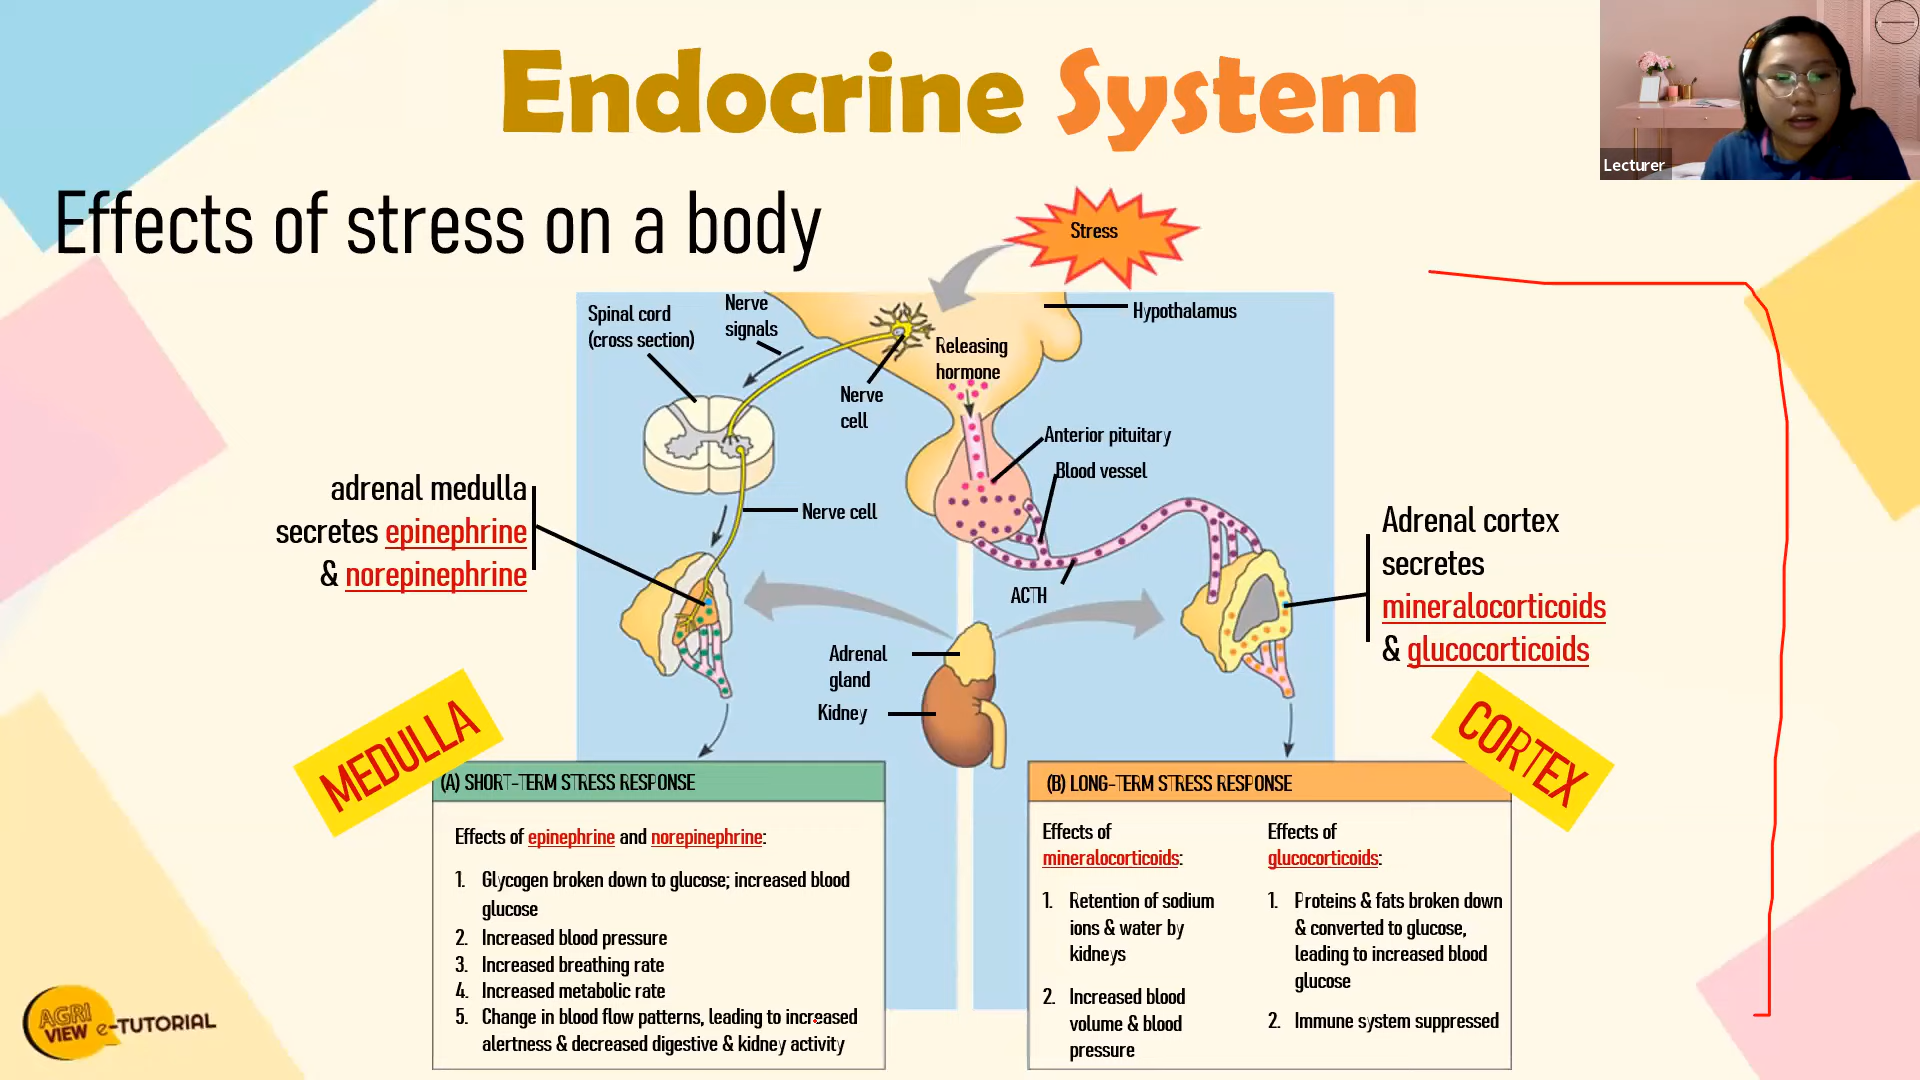 Endocrine System
Lecturer
Effects of stress on a body
Stress
Spinal cord
(cross section)
Nerve
signals
Hypothalamus
Releasing
hormone
Nerve
cell
Anterior pituitary
Blood vessel
Nerve cell
adrenal medulla
secretes epinephrine
& norepinephrine
ACTH
Adrenal cortex
secretes
mineralocorticoids
& glucocorticoids
Adrenal
gland
Kidney
MEDULLA
CORTEX
(A) SHORT-TERM STRESS RESPONSE
Effects of epinephrine and norepinephrine:
1. Glycogen broken down to glucose; increased blood
glucose
2. Increased blood pressure
3. Increased breathing rate
4. Increased metabolic rate
5. Change in blood flow patterns, leading to increased
alertness & decreased digestive & kidney activity
(B) LONG-TERM STRESS RESPONSE
Effects of
mineralocorticoids:
1. Retention of sodium
ions & water by
kidneys
2. Increased blood
volume & blood
pressure
Effects of
glucocorticoids:
1. Proteins & fats broken down
& converted to glucose,
leading to increased blood
glucose
2. Immune system suppressed
AGRI
VIEW e-TUTORIAL